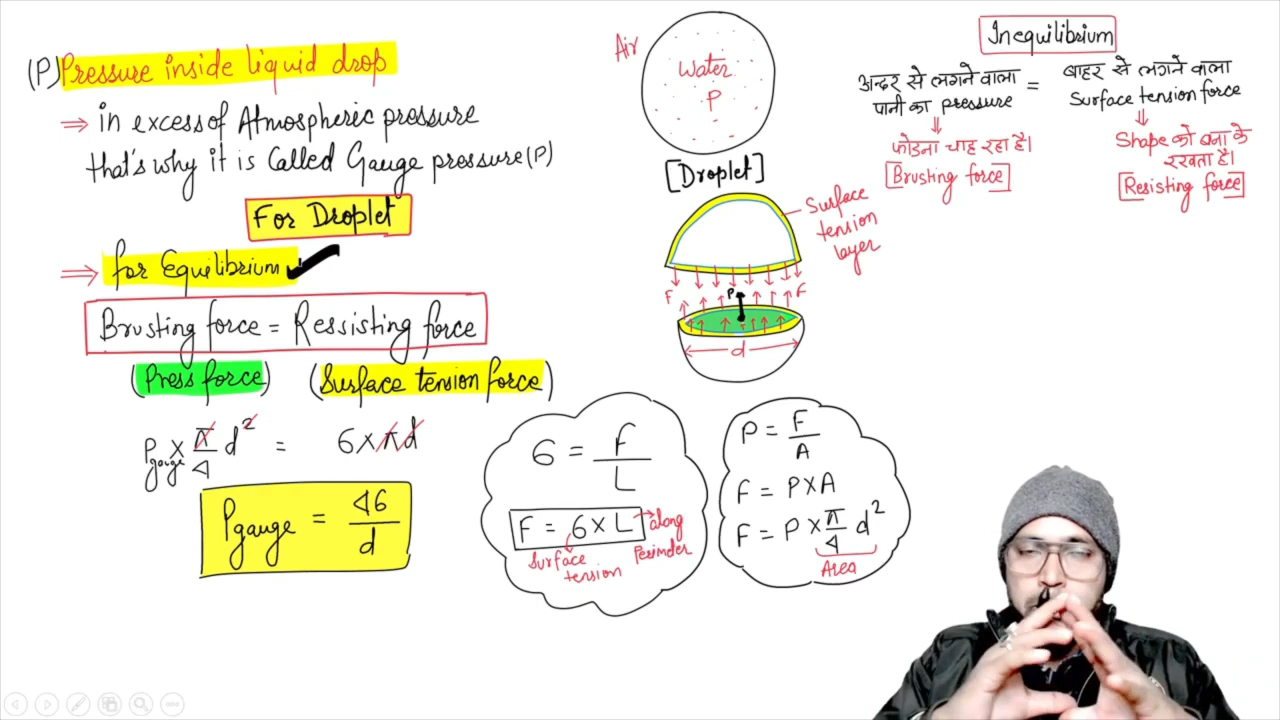 (P) Pressure inside liquid drop
⇒ in excess of Atmospheric pressure
that's why it is Called Gauge pressure (P)
For Droplet
⇒ for Equilibrium
Brusting force = Ressisting force
(Press force) (Surface tension force)
Pgauge × π/4 d² = σ × πd
Pgauge = 4σ/d
Air
Water
P
[Droplet]
Surface
tension
layer
F F
P
d
σ = F/L
F = σ × L → along
Perimeter
Surface
tension
P = F/A
F = P × A
F = P × π/4 d²
Area
In equilibrium
अन्दर से लगने वाला = बाहर से लगने वाला
पानी का pressure Surface tension force
⇓ ⇓
फोडना चाह रहा है। Shape को बना के
रखता है।
[Brusting force] [Resisting force]